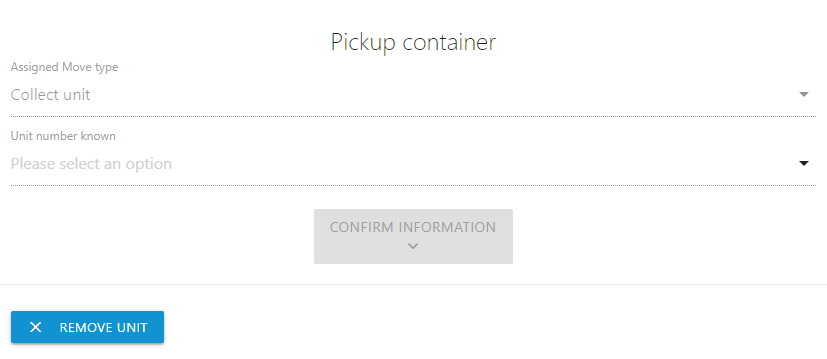 Pickup container
Assigned Move type
Collect unit
Unit number known
Please select an option
CONFIRM INFORMATION
REMOVE UNIT